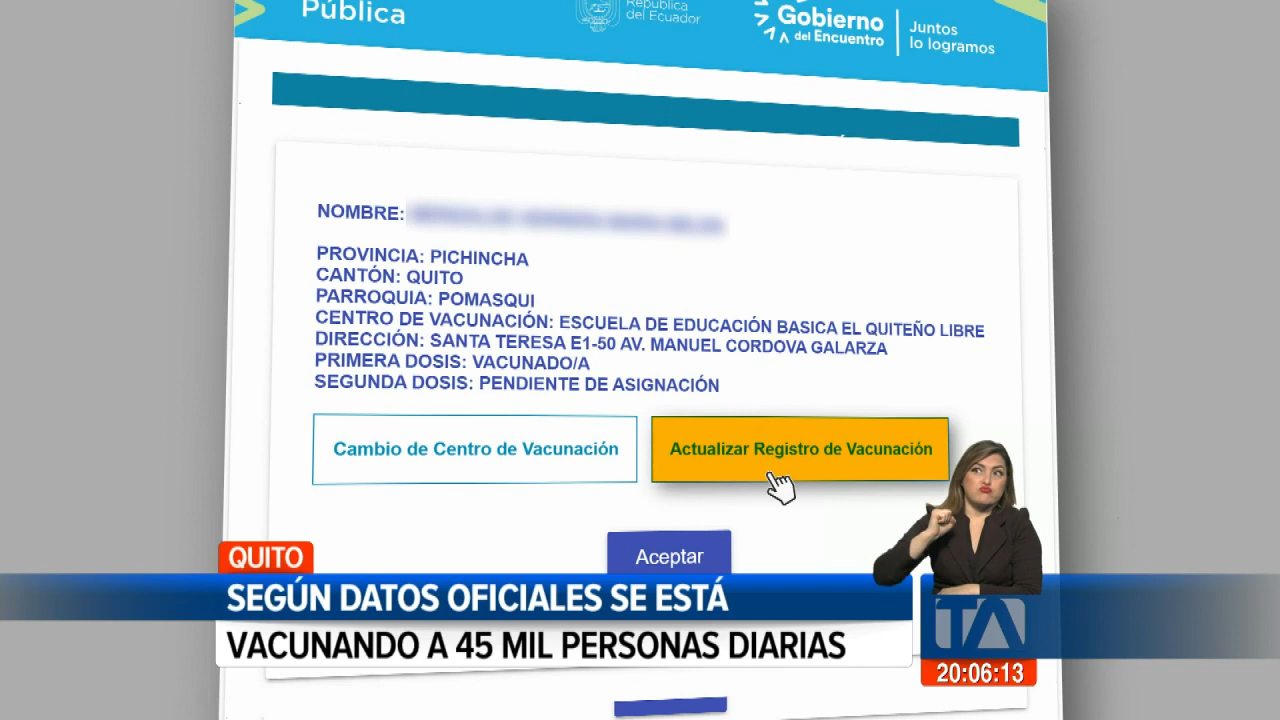 Pública
República
del Ecuador
Gobierno
del Encuentro
Juntos
lo logramos
NOMBRE:
PROVINCIA: PICHINCHA
CANTÓN: QUITO
PARROQUIA: POMASQUI
CENTRO DE VACUNACIÓN: ESCUELA DE EDUCACIÓN BASICA EL QUITEÑO LIBRE
DIRECCIÓN: SANTA TERESA E1-50 AV. MANUEL CORDOVA GALARZA
PRIMERA DOSIS: VACUNADO/A
SEGUNDA DOSIS: PENDIENTE DE ASIGNACIÓN
Cambio de Centro de Vacunación
Actualizar Registro de Vacunación
Aceptar
QUITO
SEGÚN DATOS OFICIALES SE ESTÁ
VACUNANDO A 45 MIL PERSONAS DIARIAS
TA
20:06:13